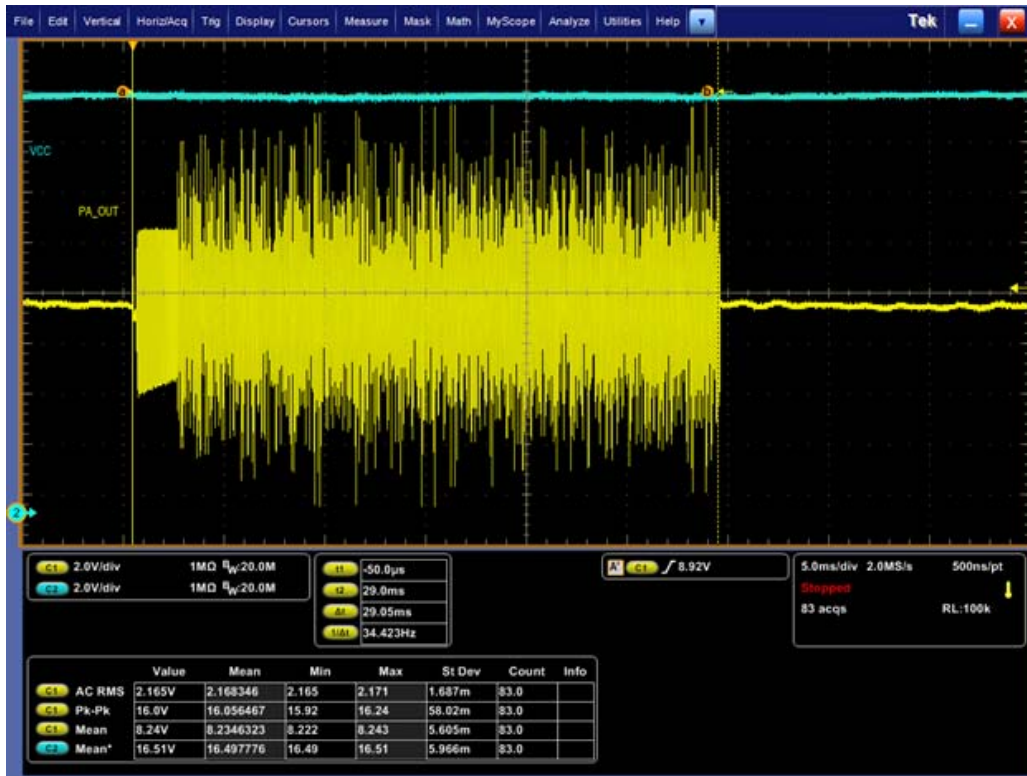 File Edit Vertical Horiz/Acq Trig Display Cursors Measure Mask Math MyScope Analyze Utilities Help Tek X
a b
VCC
PA_OUT
2
C1 2.0V/div 1MΩ BW:20.0M
C2 2.0V/div 1MΩ BW:20.0M
t1 -50.0µs
t2 29.0ms
Δt 29.05ms
1/Δt 34.423Hz
A' C1 8.92V
5.0ms/div 2.0MS/s 500ns/pt
Stopped
83 acqs RL:100k
Value Mean Min Max St Dev Count Info
C1 AC RMS 2.165V 2.168346 2.165 2.171 1.687m 83.0
C1 Pk-Pk 16.0V 16.056467 15.92 16.24 58.02m 83.0
C1 Mean 8.24V 8.2346323 8.222 8.243 5.605m 83.0
C2 Mean* 16.51V 16.497776 16.49 16.51 5.966m 83.0